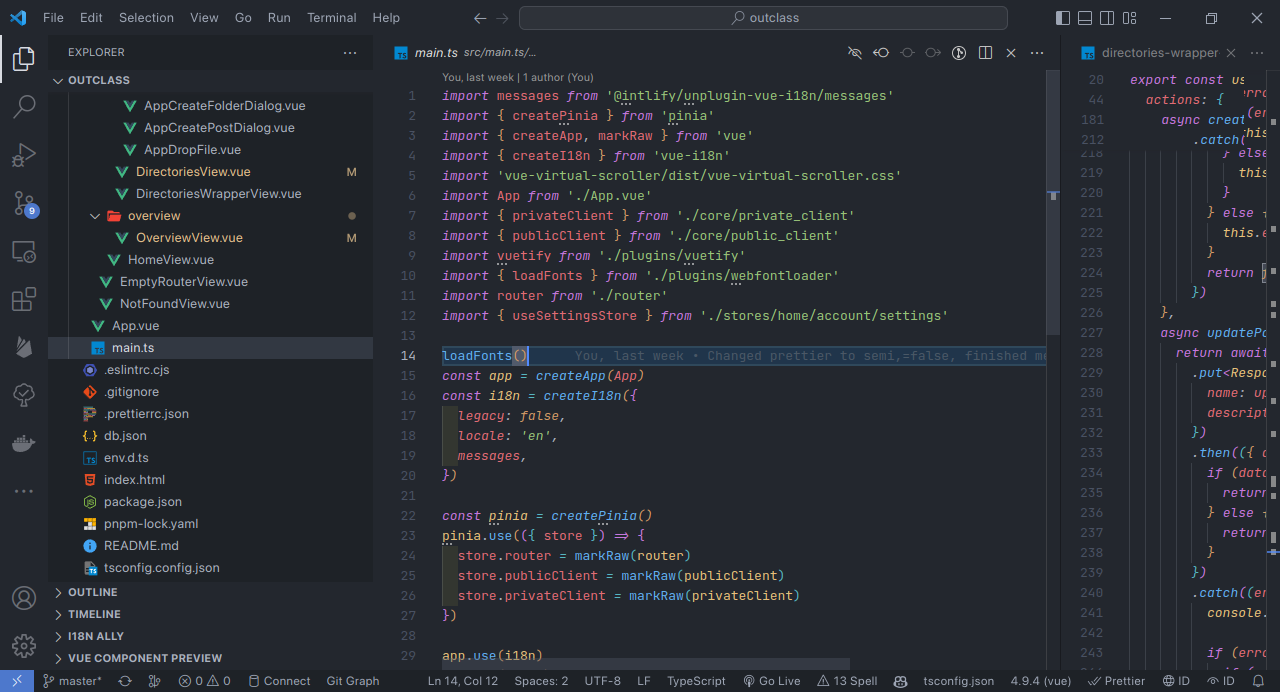 File Edit Selection View Go Run Terminal Help
outclass
EXPLORER
OUTCLASS
AppCreateFolderDialog.vue
AppCreatePostDialog.vue
AppDropFile.vue
DirectoriesView.vue M
DirectoriesWrapperView.vue
overview
OverviewView.vue M
HomeView.vue
EmptyRouterView.vue
NotFoundView.vue
App.vue
TS main.ts
.eslintrc.cjs
.gitignore
.prettierrc.json
db.json
TS env.d.ts
index.html
package.json
pnpm-lock.yaml
README.md
tsconfig.config.json
OUTLINE
TIMELINE
I18N ALLY
VUE COMPONENT PREVIEW
9
TS main.ts src/main.ts/...
You, last week | 1 author (You)
1 import messages from '@intlify/unplugin-vue-i18n/messages'
2 import { createPinia } from 'pinia'
3 import { createApp, markRaw } from 'vue'
4 import { createI18n } from 'vue-i18n'
5 import 'vue-virtual-scroller/dist/vue-virtual-scroller.css'
6 import App from './App.vue'
7 import { privateClient } from './core/private_client'
8 import { publicClient } from './core/public_client'
9 import vuetify from './plugins/vuetify'
10 import { loadFonts } from './plugins/webfontloader'
11 import router from './router'
12 import { useSettingsStore } from './stores/home/account/settings'
13
14 loadFonts() You, last week • Changed prettier to semi,=false, finished m
15 const app = createApp(App)
16 const i18n = createI18n({
17 legacy: false,
18 locale: 'en',
19 messages,
20 })
21
22 const pinia = createPinia()
23 pinia.use(({ store }) => {
24 store.router = markRaw(router)
25 store.publicClient = markRaw(publicClient)
26 store.privateClient = markRaw(privateClient)
27 })
28
29 app.use(i18n)
TS directories-wrapper
20 export const us
44 actions: {
181 async creat
212 .catch(
218 } else
219 this
220 }
221 } else {
222 this.e
223 }
224 return
225 })
226 },
227 async updatePo
228 return await
229 .put<Respo
230 name: up
231 descript
232 })
233 .then(({ d
234 if (data
235 return
236 } else {
237 return
238 }
239 })
240 .catch((er
241 console.
242
243 if (erro
master* 0 0 Connect Git Graph Ln 14, Col 12 Spaces: 2 UTF-8 LF TypeScript Go Live 13 Spell tsconfig.json 4.9.4 (vue) Prettier ID ID